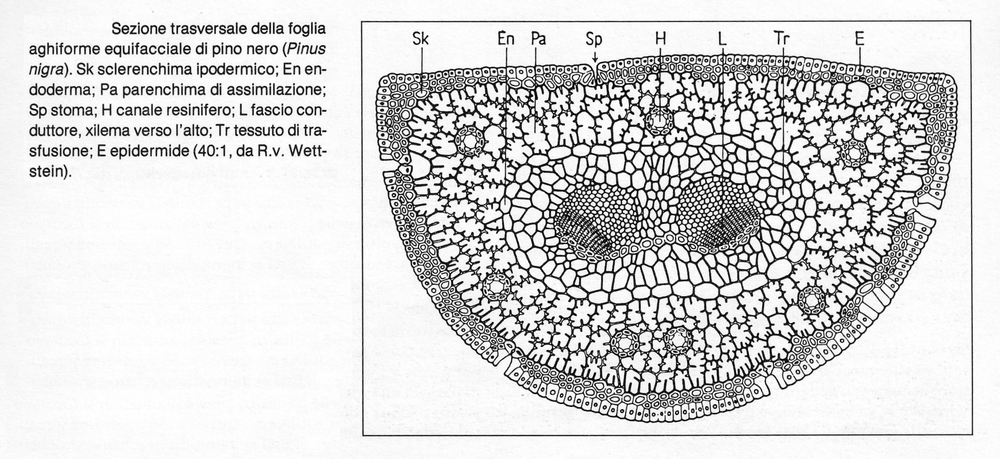 Sezione trasversale della foglia
aghiforme equifacciale di pino nero (Pinus
nigra). Sk sclerenchima ipodermico; En en-
doderma; Pa parenchima di assimilazione;
Sp stoma; H canale resinifero; L fascio con-
duttore, xilema verso l'alto; Tr tessuto di tra-
sfusione; E epidermide (40:1, da R.v. Wett-
stein).
Sk En Pa Sp H L Tr E